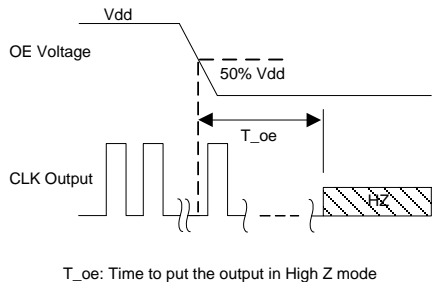 Vdd
OE Voltage
50% Vdd
T_oe
CLK Output
HZ
T_oe: Time to put the output in High Z mode